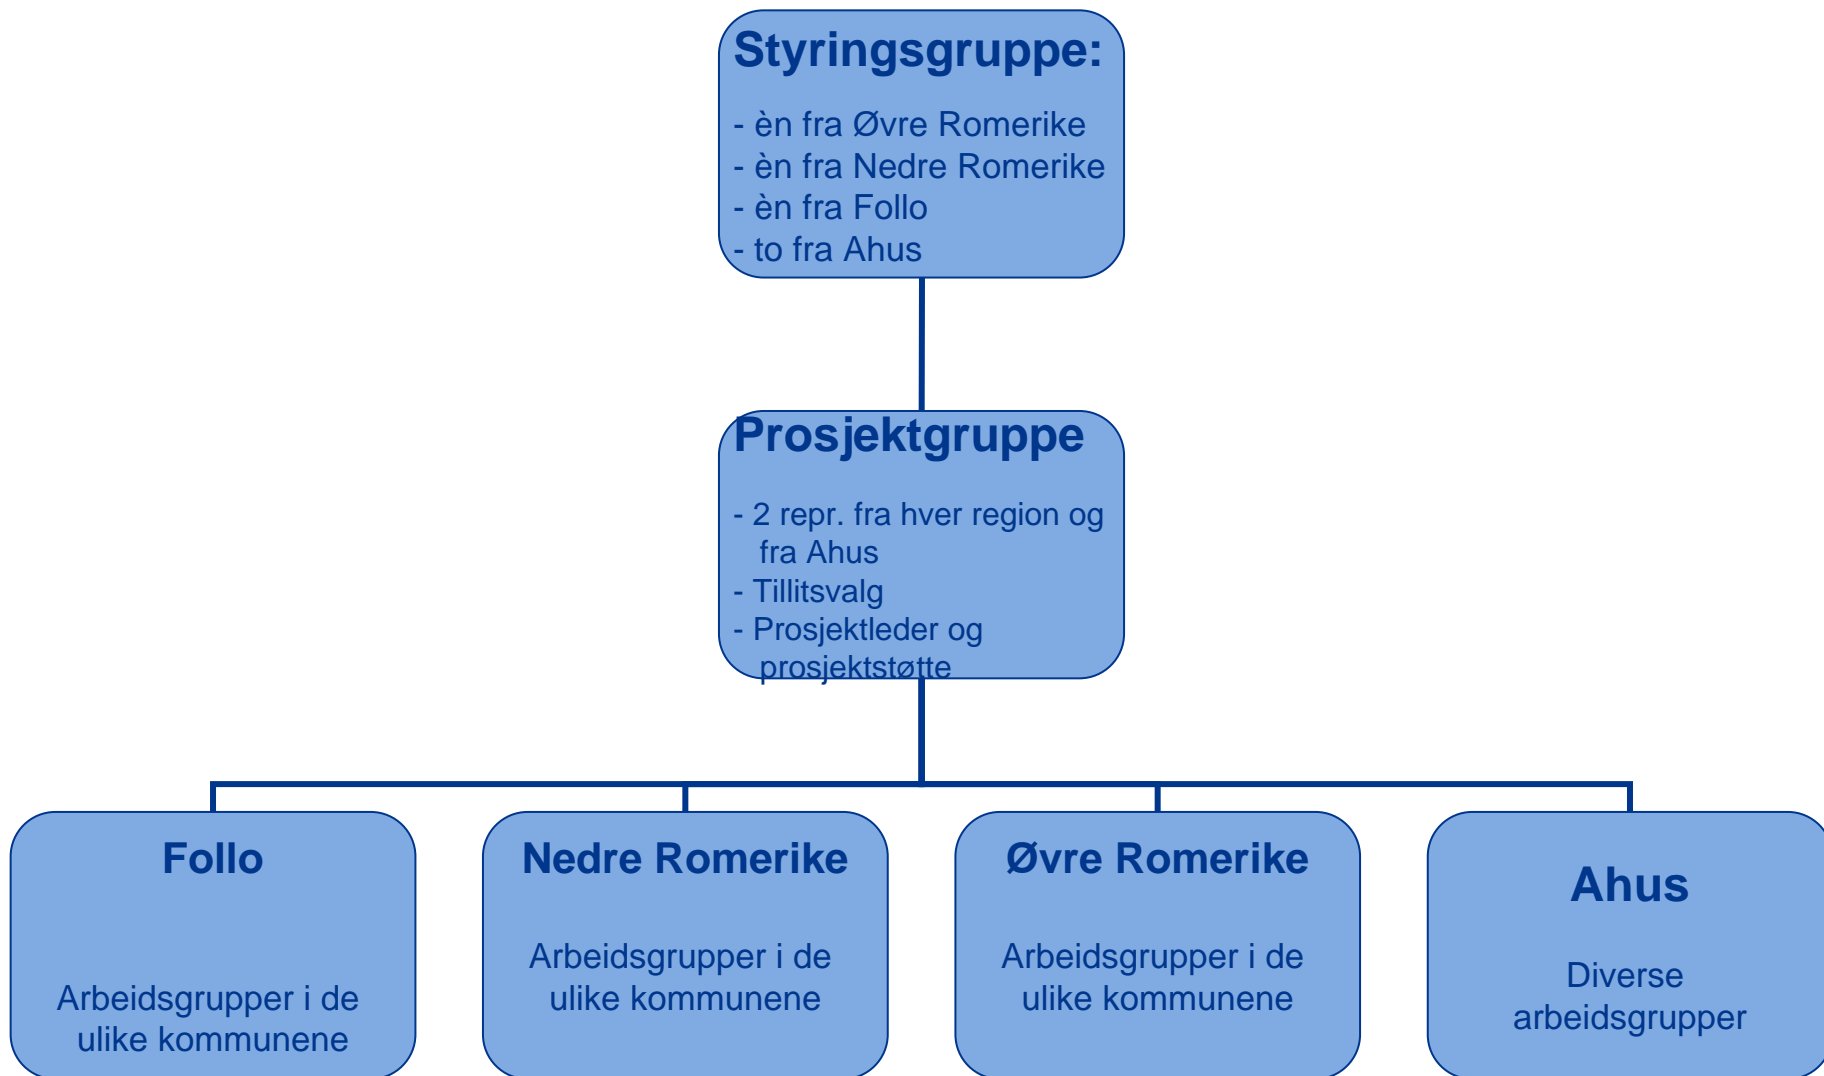 Styringsgruppe:
- èn fra Øvre Romerike
- èn fra Nedre Romerike
- èn fra Follo
- to fra Ahus
Prosjektgruppe
- 2 repr. fra hver region og
fra Ahus
- Tillitsvalg
- Prosjektleder og
prosjektstøtte
Follo
Arbeidsgrupper i de
ulike kommunene
Nedre Romerike
Arbeidsgrupper i de
ulike kommunene
Øvre Romerike
Arbeidsgrupper i de
ulike kommunene
Ahus
Diverse
arbeidsgrupper